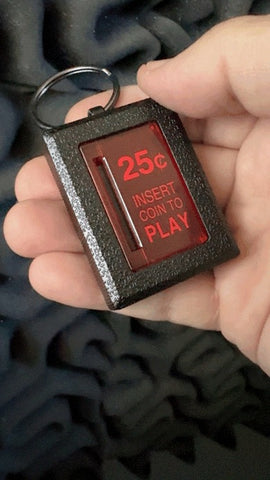 25¢
INSERT
COIN TO
PLAY